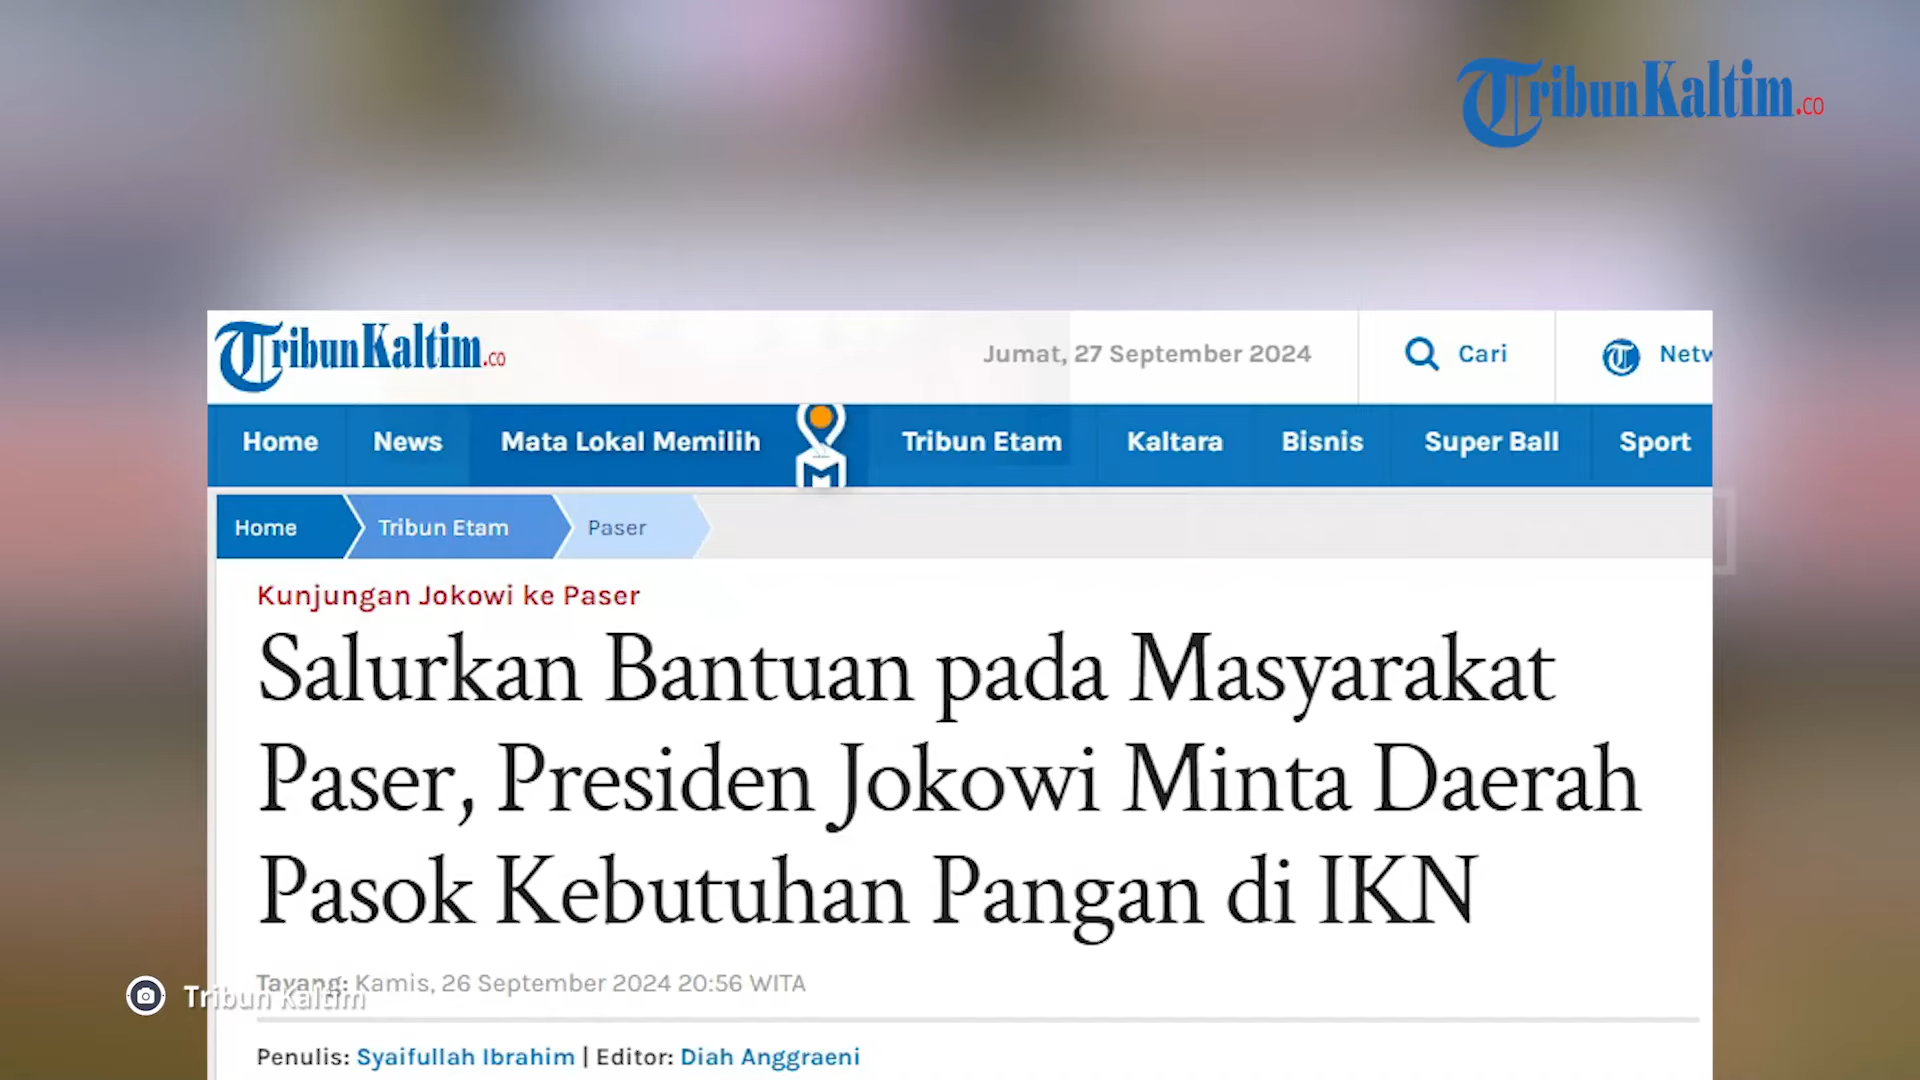 TribunKaltim.co
TribunKaltim.co
Jumat, 27 September 2024
Cari
Netw
Home
News
Mata Lokal Memilih
Tribun Etam
Kaltara
Bisnis
Super Ball
Sport
Home
Tribun Etam
Paser
Kunjungan Jokowi ke Paser
Salurkan Bantuan pada Masyarakat
Paser, Presiden Jokowi Minta Daerah
Pasok Kebutuhan Pangan di IKN
Tayang: Kamis, 26 September 2024 20:56 WITA
Tribun Kaltim
Penulis: Syaifullah Ibrahim | Editor: Diah Anggraeni